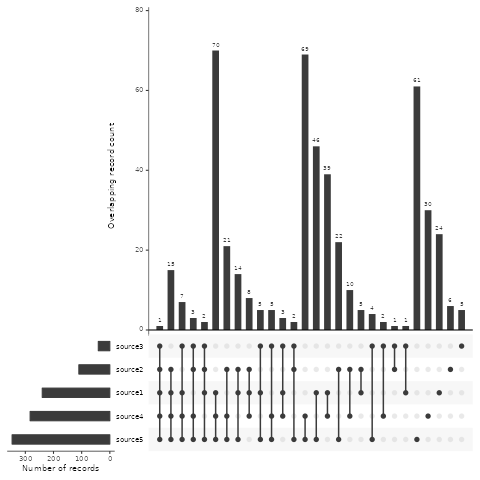 80
60
40
20
0
Overlapping record count
1 15 7 3 2 70 21 14 8 5 5 3 2 69 46 39 22 10 5 4 2 1 1 61 30 24 6 5
source3
source2
source1
source4
source5
300 200 100 0
Number of records